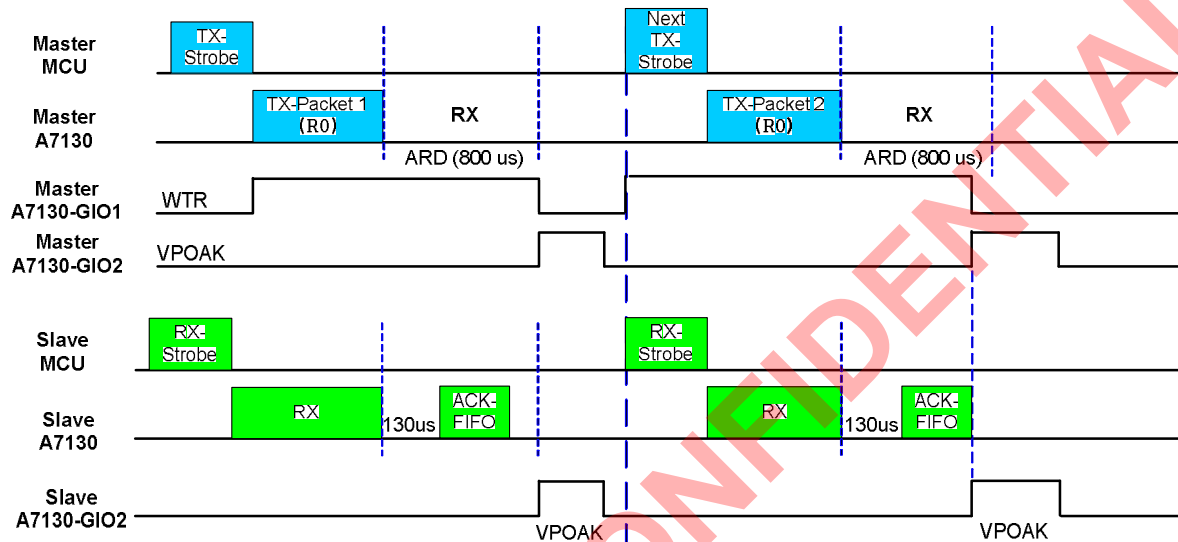 Master
MCU
TX-
Strobe
Next
TX-
Strobe
Master
A7130
TX-Packet 1
(R0)
RX
TX-Packet 2
(R0)
RX
ARD (800 us)
ARD (800 us)
Master
A7130-GIO1
WTR
Master
A7130-GIO2
VPOAK
Slave
MCU
RX-
Strobe
RX-
Strobe
Slave
A7130
RX
130us
ACK-
FIFO
RX
130us
ACK-
FIFO
Slave
A7130-GIO2
VPOAK
VPOAK
ONFIDENTIAL